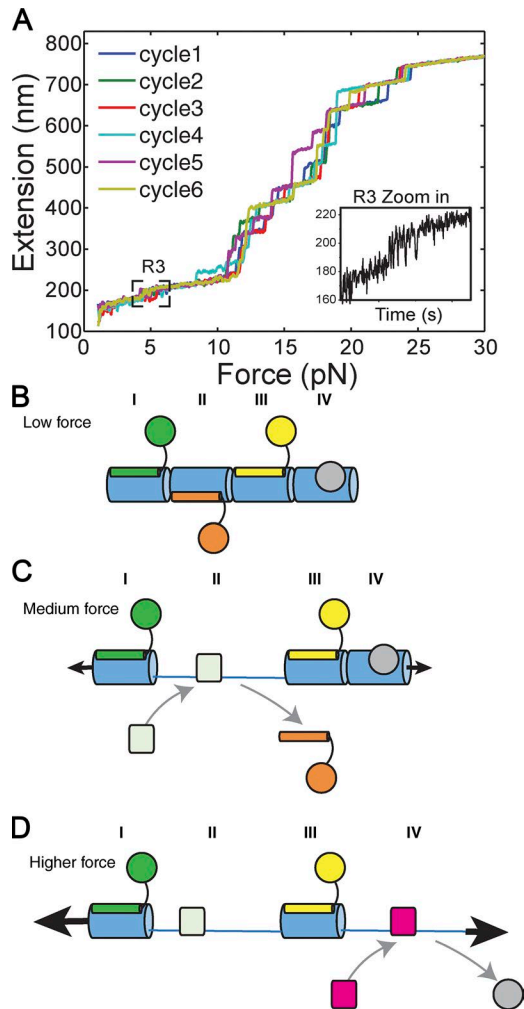 A
800
700
600
500
400
300
200
100
Extension (nm)
cycle1
cycle2
cycle3
cycle4
cycle5
cycle6
R3
R3 Zoom in
220
200
180
160
Time (s)
0 5 10 15 20 25 30
Force (pN)
B
I II III IV
Low force
C
I II III IV
Medium force
D
I II III IV
Higher force